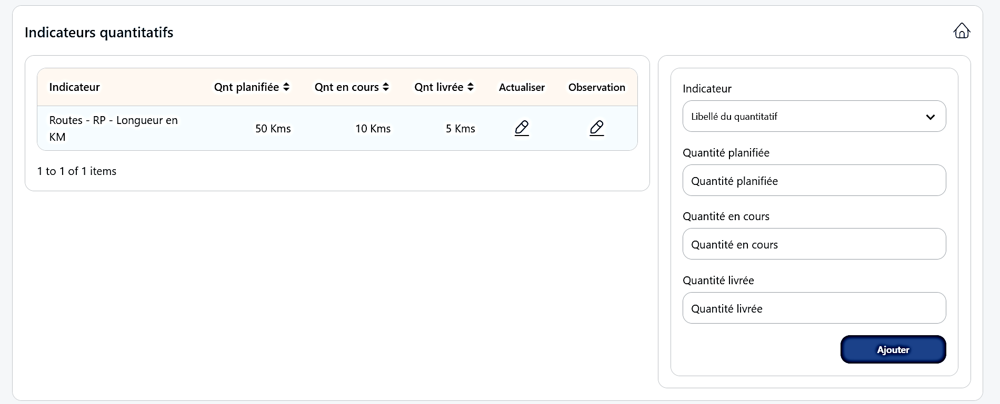 Indicateurs quantitatifs
Indicateur Qnt planifiée Qnt en cours Qnt livrée Actualiser Observation
Routes - RP - Longueur en
KM
50 Kms 10 Kms 5 Kms
1 to 1 of 1 items
Indicateur
Libellé du quantitatif
Quantité planifiée
Quantité planifiée
Quantité en cours
Quantité en cours
Quantité livrée
Quantité livrée
Ajouter